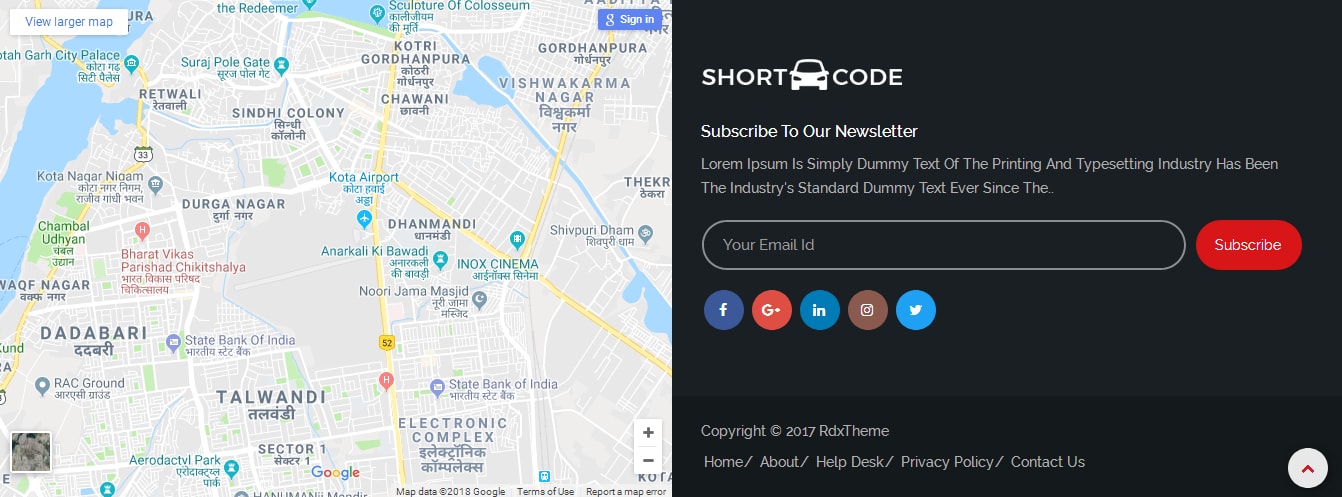 the Redeemer
Sculpture Of Colosseum
कालीजीयम
की मूर्ति
View larger map
Sign in
KOTRI
GORDHANPURA
कोठरी
गोर्धनपुर
GORDHANPURA
गोर्धनपुर
otah Garh City Palace
कोटा गढ़
सिटी पैलेस
Suraj Pole Gate
सूरज पोल गेट
VISHWAKARMA
NAGAR
विश्वकर्मा
नगर
RETWALI
रेतवाली
CHAWANI
छावनी
SINDHI COLONY
सिन्धी
कॉलोनी
33
Kota Nagar Nigam
कोटा नगर निगम,
राजीव गांधी भवन
Kota Airport
कोटा हवाई
अड्डा
THEKR
ठेकरा
DURGA NAGAR
दुर्गा नगर
Chambal
Udhyan
चंबल
उद्यान
DHANMANDI
धानमंडी
Shivpuri Dham
शिवपुरी धाम
Bharat Vikas
Parishad Chikitshalya
भारत विकास परिषद
चिकित्सालय
Anarkali Ki Bawadi
अनारकली
की बावड़ी
INOX CINEMA
आईनॉक्स सिनेमा
WAQF NAGAR
वक्फ नगर
Noori Jama Masjid
नूरी जामा
मस्जिद
DADABARI
ददबरी
State Bank Of India
भारतीय स्टेट बैंक
52
Kund
RAC Ground
आरएसी ग्राउंड
TALWANDI
तलवंडी
State Bank of India
भारतीय स्टेट बैंक
ELECTRONIC
COMPLEX
इलेक्ट्रॉनिक
कॉम्पलेक्स
SECTOR 1
सेक्टर 1
Aerodactyl Park
एरोदाक्ट्य्ल
पार्क
Google
HANUMANJI Mandir
Map data ©2018 Google
Terms of Use
Report a map error
SHORT CODE
Subscribe To Our Newsletter
Lorem Ipsum Is Simply Dummy Text Of The Printing And Typesetting Industry Has Been
The Industry's Standard Dummy Text Ever Since The..
Your Email Id
Subscribe
Copyright © 2017 RdxTheme
Home/ About/ Help Desk/ Privacy Policy/ Contact Us